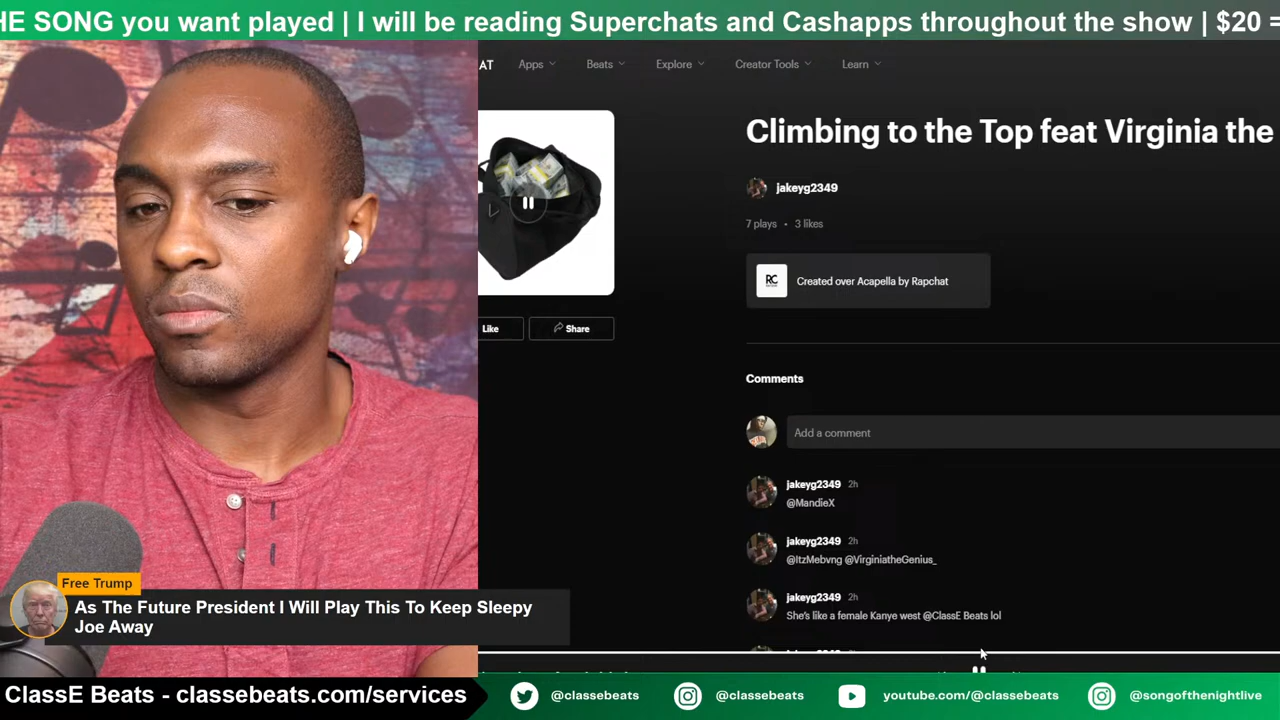 HE SONG you want played | I will be reading Superchats and Cashapps throughout the show | $20 =
AT Apps Beats Explore Creator Tools Learn
Climbing to the Top feat Virginia the
jakeyg2349
7 plays • 3 likes
RC
Created over Acapella by Rapchat
Like Share
Comments
Add a comment
jakeyg2349 2h
@MandieX
jakeyg2349 2h
@ItzMebvng @VirginiatheGenius_
jakeyg2349 2h
She's like a female Kanye west @ClassE Beats lol
Free Trump
As The Future President I Will Play This To Keep Sleepy
Joe Away
ClassE Beats - classebeats.com/services
@classebeats @classebeats youtube.com/@classebeats @songofthenightlive